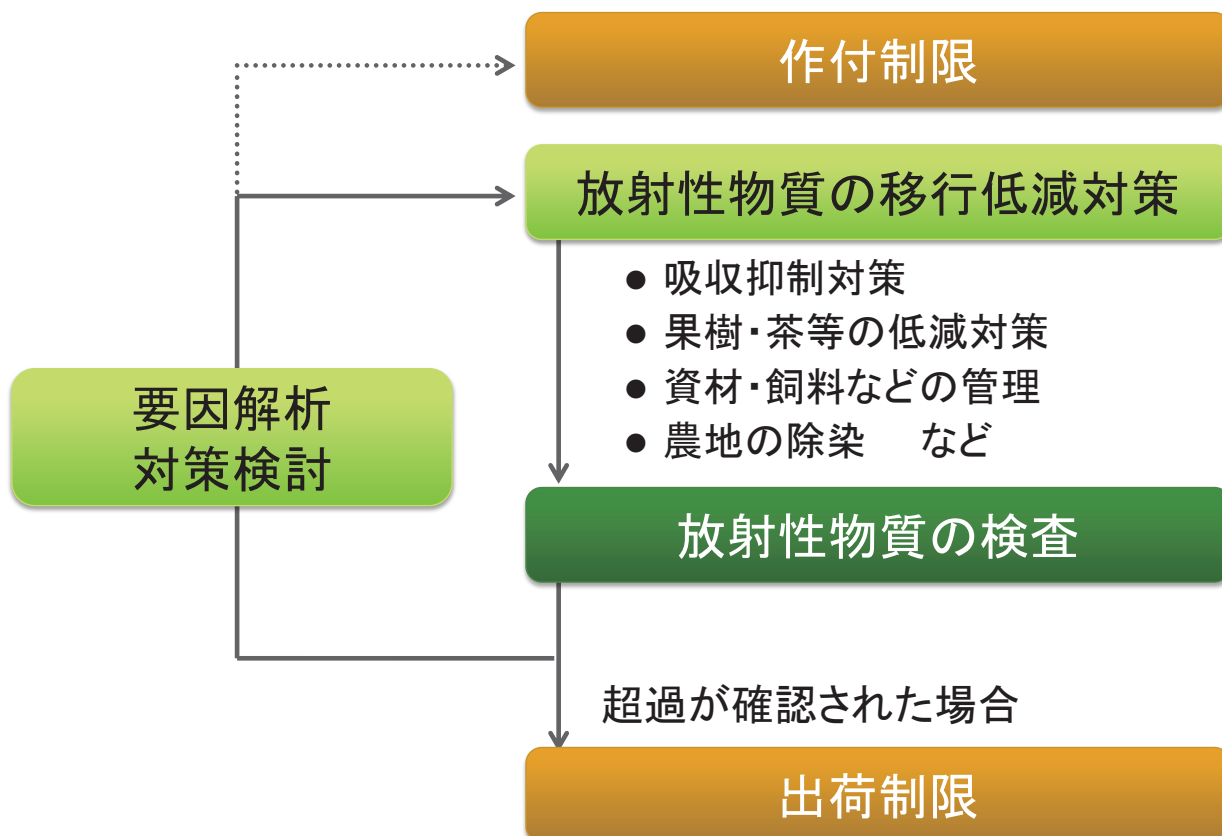 作付制限
放射性物質の移行低減対策
● 吸収抑制対策
● 果樹・茶等の低減対策
● 資材・飼料などの管理
● 農地の除染　など
要因解析
対策検討
放射性物質の検査
超過が確認された場合
出荷制限